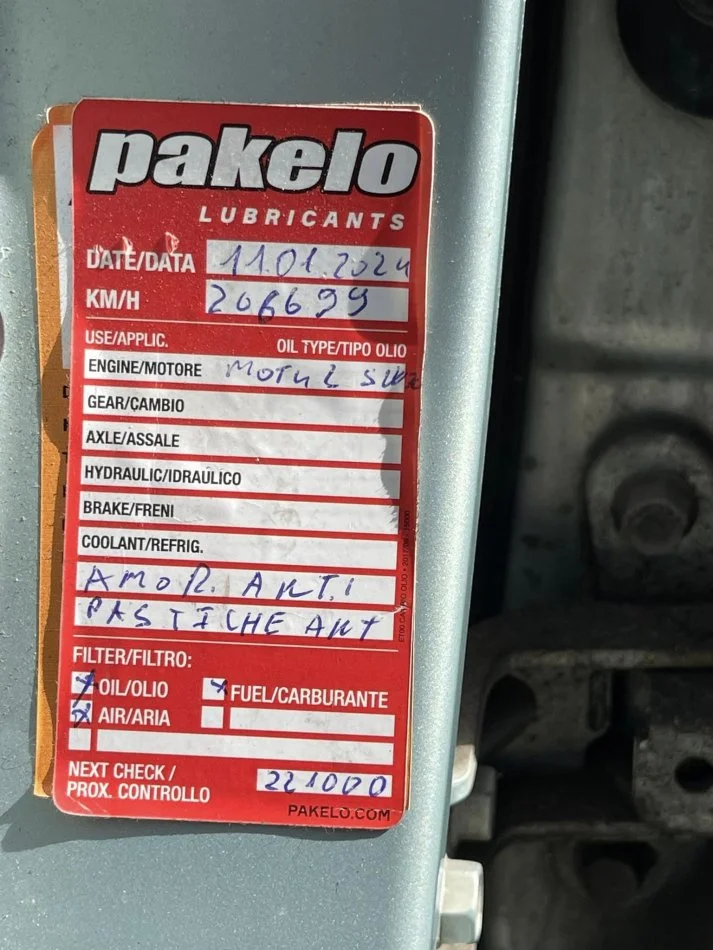 pakelo
LUBRICANTS
DATE/DATA 11.01.2024
KM/H 206699
USE/APPLIC. OIL TYPE/TIPO OLIO
ENGINE/MOTORE MOTUL 5W30
GEAR/CAMBIO
AXLE/ASSALE
HYDRAULIC/IDRAULICO
BRAKE/FRENI
COOLANT/REFRIG.
AMOR. ANT.
PASTICHE ANT
FILTER/FILTRO:
OIL/OLIO FUEL/CARBURANTE
AIR/ARIA
NEXT CHECK /
PROX. CONTROLLO 221000
PAKELO.COM